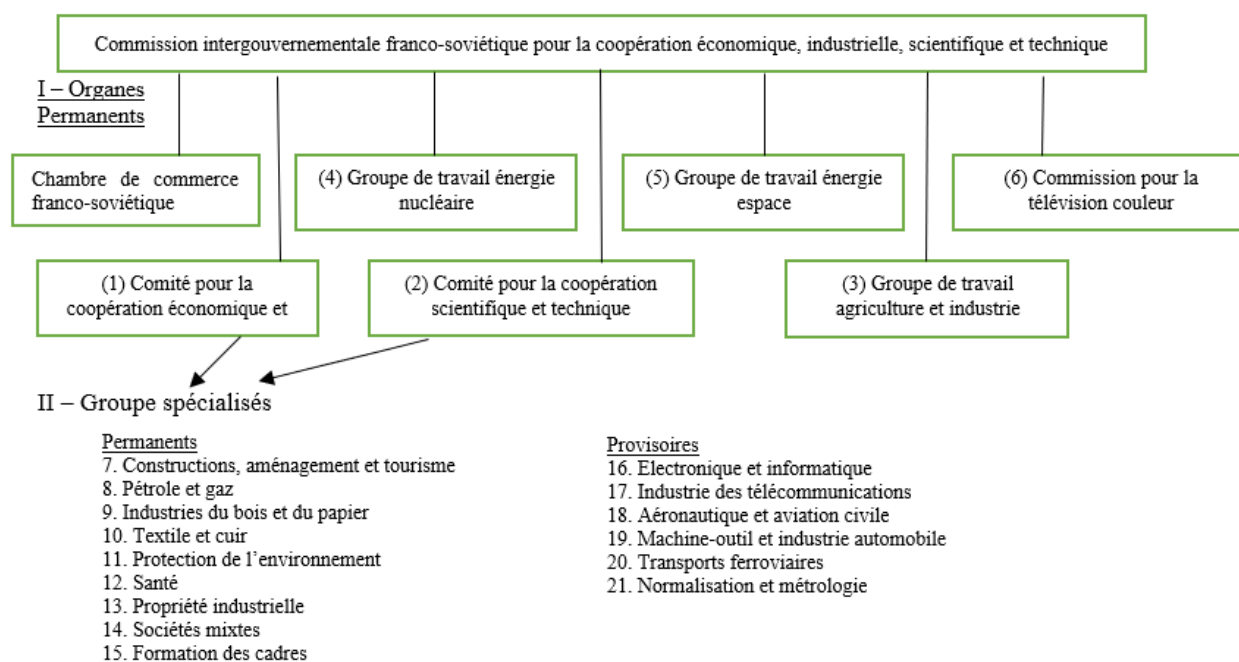 Commission intergouvernementale franco-soviétique pour la coopération économique, industrielle, scientifique et technique
I – Organes
Permanents
Chambre de commerce
franco-soviétique
(4) Groupe de travail énergie
nucléaire
(5) Groupe de travail énergie
espace
(6) Commission pour la
télévision couleur
(1) Comité pour la
coopération économique et
(2) Comité pour la coopération
scientifique et technique
(3) Groupe de travail
agriculture et industrie
II – Groupe spécialisés
Permanents
7. Constructions, aménagement et tourisme
8. Pétrole et gaz
9. Industries du bois et du papier
10. Textile et cuir
11. Protection de l’environnement
12. Santé
13. Propriété industrielle
14. Sociétés mixtes
15. Formation des cadres
Provisoires
16. Electronique et informatique
17. Industrie des télécommunications
18. Aéronautique et aviation civile
19. Machine-outil et industrie automobile
20. Transports ferroviaires
21. Normalisation et métrologie